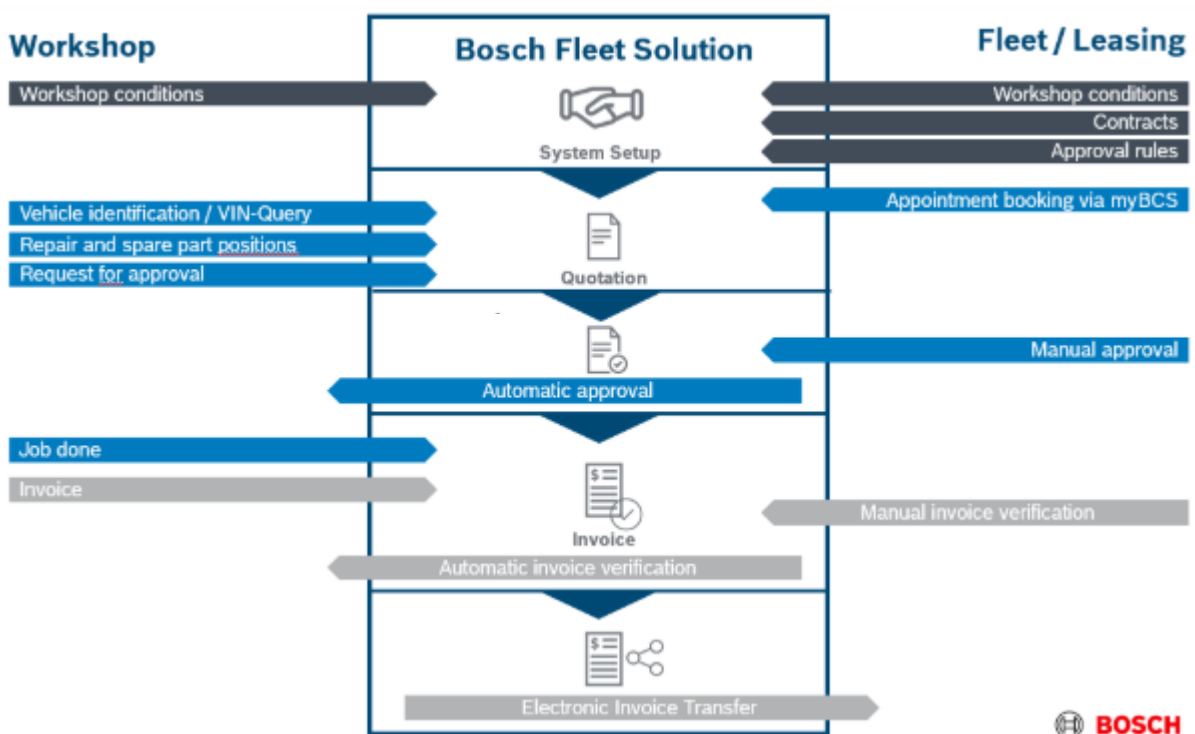 Workshop
Bosch Fleet Solution
Fleet / Leasing
Workshop conditions
Workshop conditions
Contracts
Approval rules
System Setup
Vehicle identification / VIN-Query
Repair and spare part positions
Request for approval
Appointment booking via myBCS
Quotation
Manual approval
Automatic approval
Job done
Invoice
$
Manual invoice verification
Invoice
Automatic invoice verification
$
Electronic Invoice Transfer
BOSCH